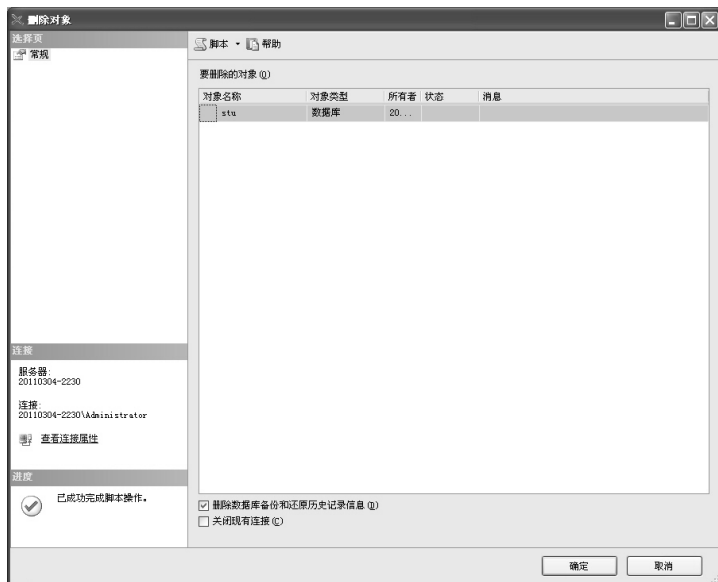 删除对象
选择页
常规
脚本 帮助
要删除的对象(O)
对象名称 对象类型 所有者 状态 消息
stu 数据库 20...
连接
服务器:
20110304-2230
连接:
20110304-2230\Administrator
查看连接属性
进度
已成功完成脚本操作。
删除数据库备份和还原历史记录信息(D)
关闭现有连接(C)
确定 取消